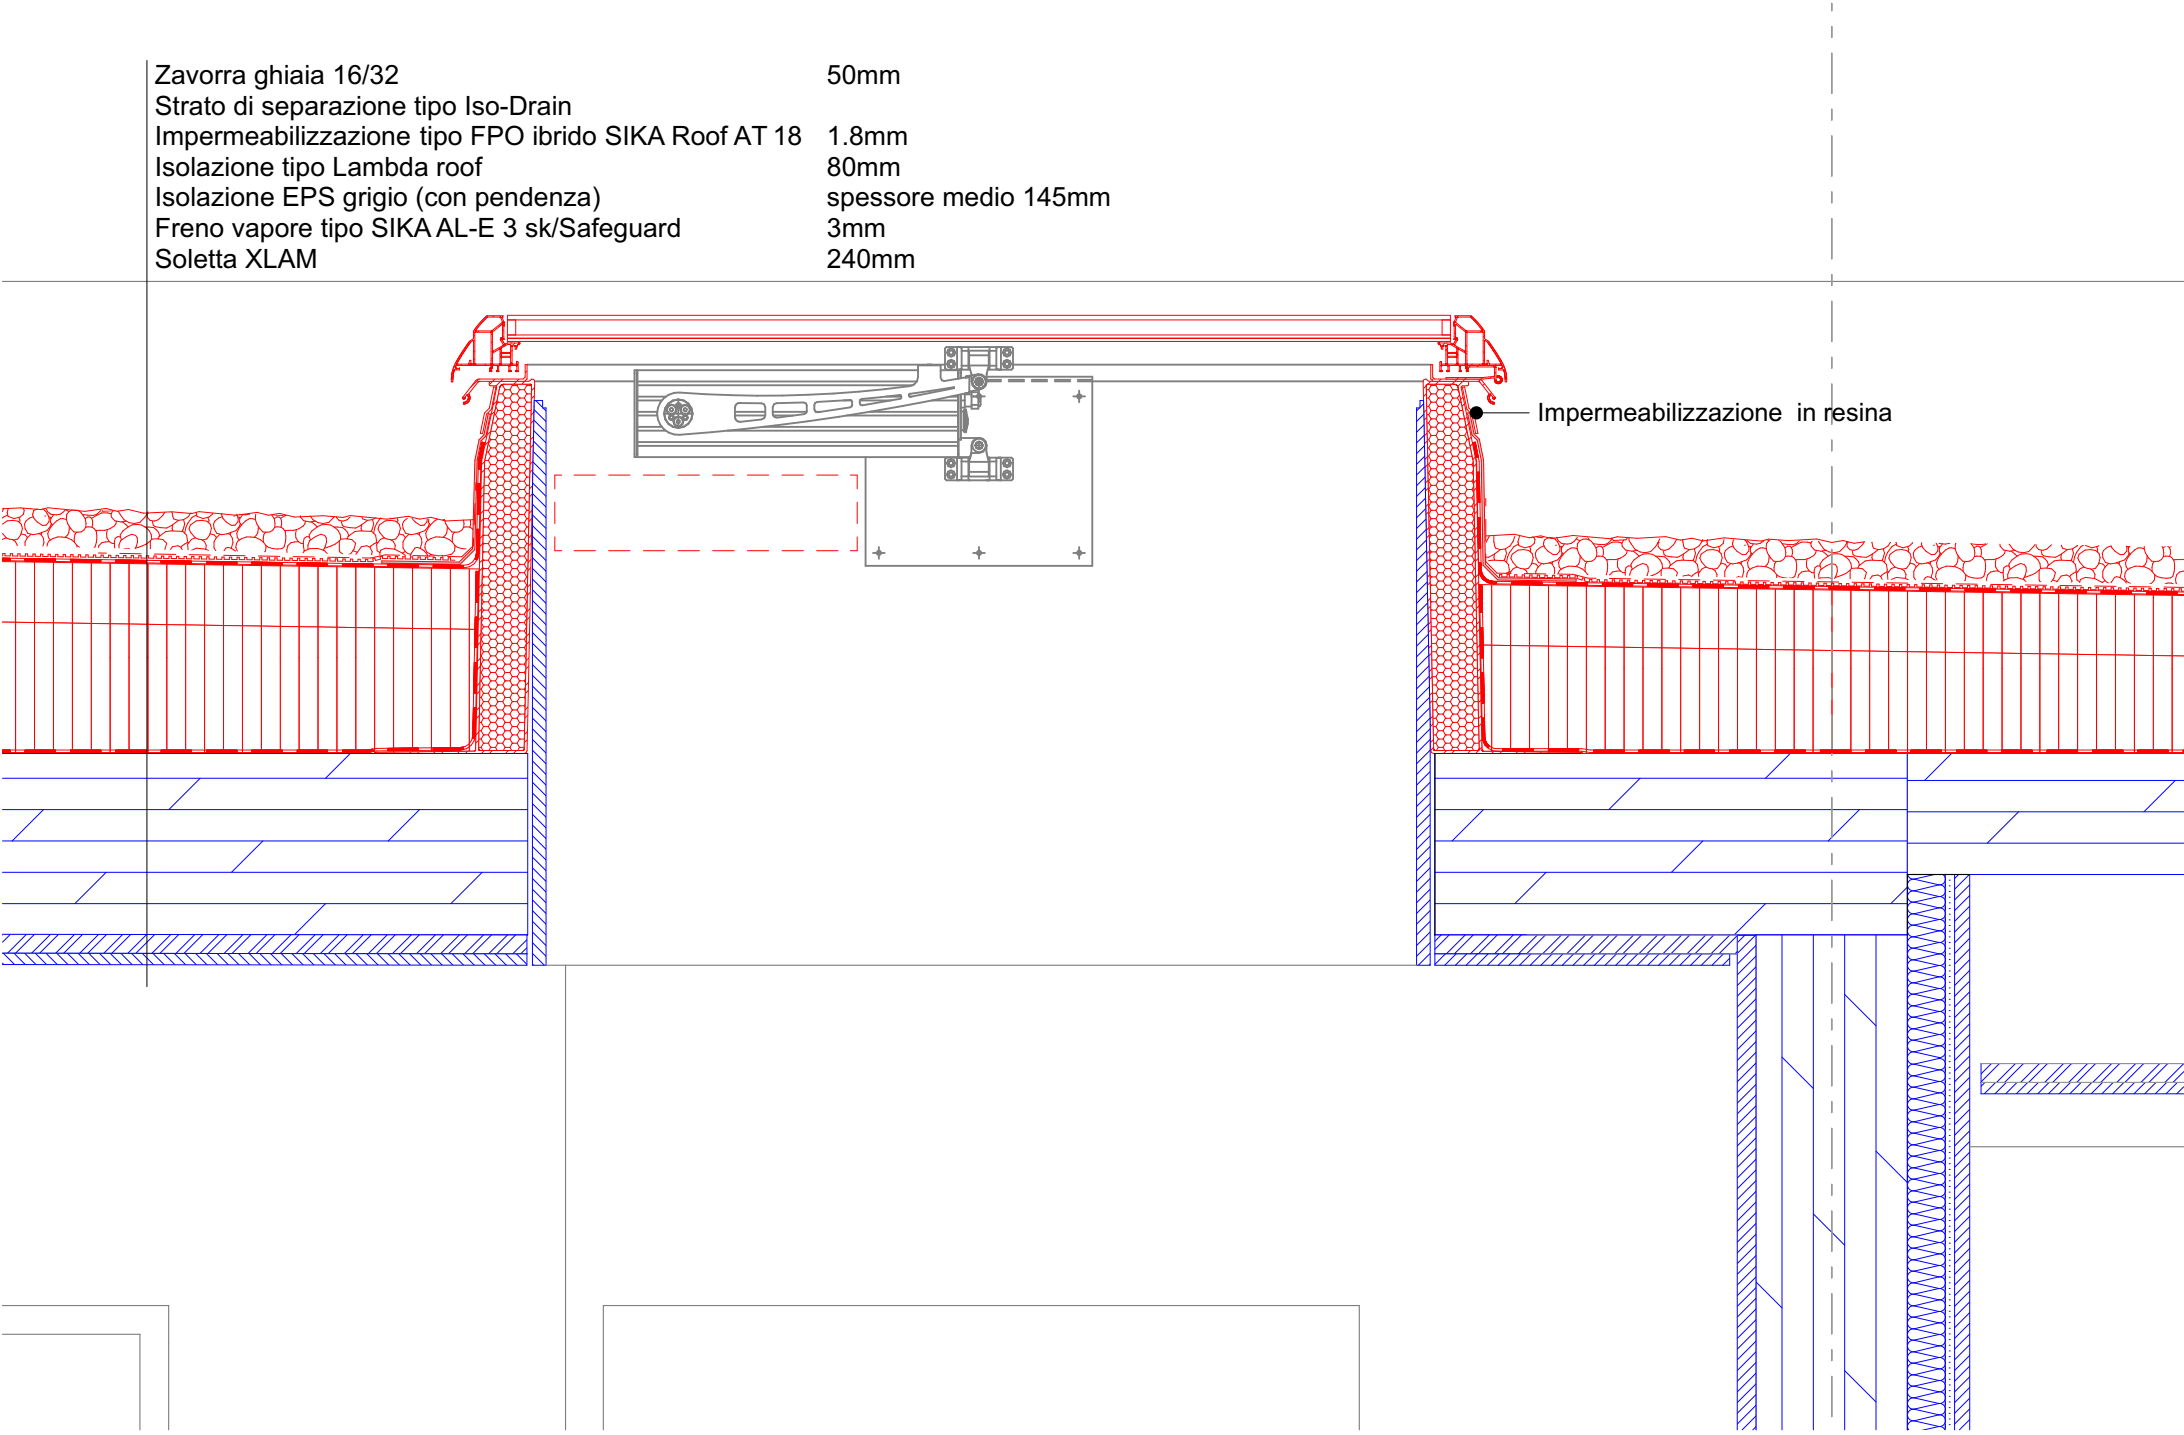 Zavorra ghiaia 16/32 50mm
Strato di separazione tipo Iso-Drain
Impermeabilizzazione tipo FPO ibrido SIKA Roof AT 18 1.8mm
Isolazione tipo Lambda roof 80mm
Isolazione EPS grigio (con pendenza) spessore medio 145mm
Freno vapore tipo SIKA AL-E 3 sk/Safeguard 3mm
Soletta XLAM 240mm
Impermeabilizzazione in resina